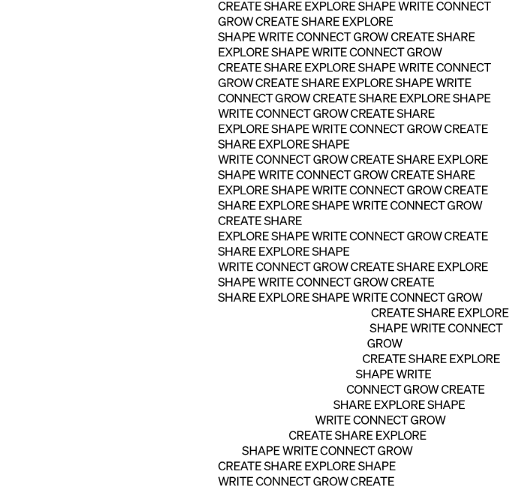 CREATE SHARE EXPLORE SHAPE WRITE CONNECT
GROW CREATE SHARE EXPLORE
SHAPE WRITE CONNECT GROW CREATE SHARE
EXPLORE SHAPE WRITE CONNECT GROW
CREATE SHARE EXPLORE SHAPE WRITE CONNECT
GROW CREATE SHARE EXPLORE SHAPE WRITE
CONNECT GROW CREATE SHARE EXPLORE SHAPE
WRITE CONNECT GROW CREATE SHARE
EXPLORE SHAPE WRITE CONNECT GROW CREATE
SHARE EXPLORE SHAPE
WRITE CONNECT GROW CREATE SHARE EXPLORE
SHAPE WRITE CONNECT GROW CREATE SHARE
EXPLORE SHAPE WRITE CONNECT GROW CREATE
SHARE EXPLORE SHAPE WRITE CONNECT GROW
CREATE SHARE
EXPLORE SHAPE WRITE CONNECT GROW CREATE
SHARE EXPLORE SHAPE
WRITE CONNECT GROW CREATE SHARE EXPLORE
SHAPE WRITE CONNECT GROW CREATE
SHARE EXPLORE SHAPE WRITE CONNECT GROW
CREATE SHARE EXPLORE
SHAPE WRITE CONNECT
GROW
CREATE SHARE EXPLORE
SHAPE WRITE
CONNECT GROW CREATE
SHARE EXPLORE SHAPE
WRITE CONNECT GROW
CREATE SHARE EXPLORE
SHAPE WRITE CONNECT GROW
CREATE SHARE EXPLORE SHAPE
WRITE CONNECT GROW CREATE